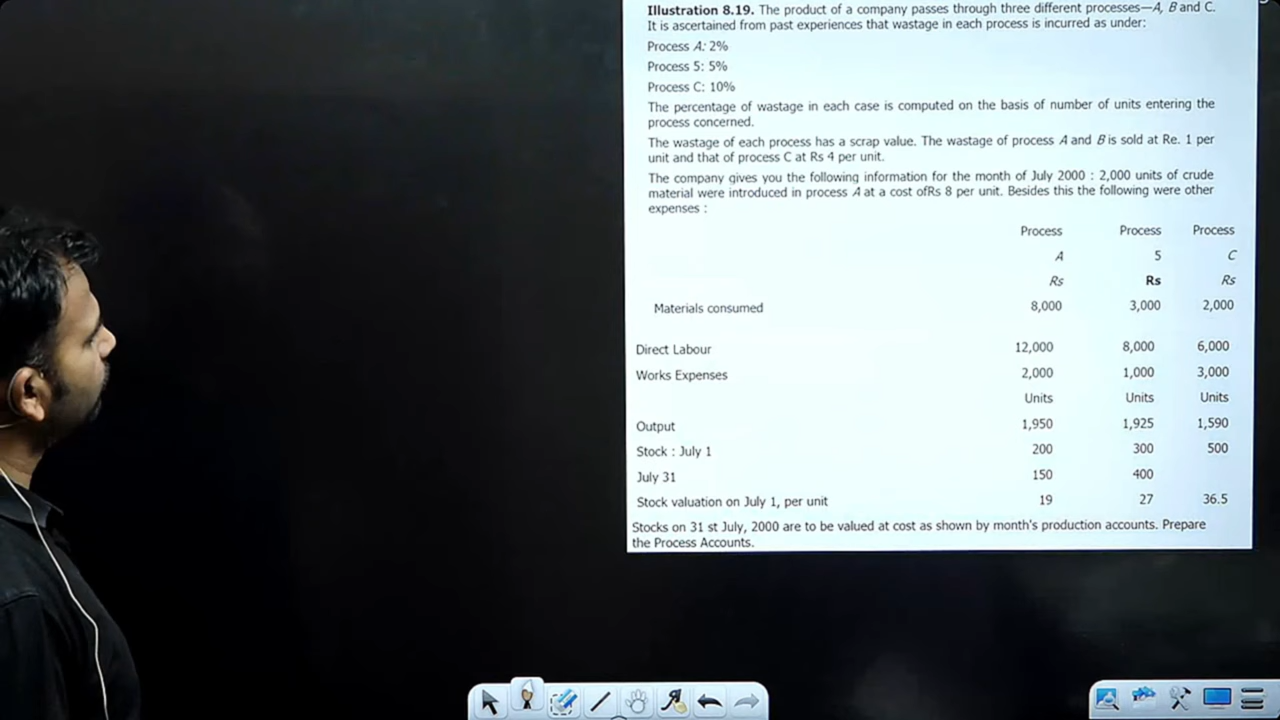 Illustration 8.19. The product of a company passes through three different processes—A, B and C.
It is ascertained from past experiences that wastage in each process is incurred as under:
Process A: 2%
Process 5: 5%
Process C: 10%
The percentage of wastage in each case is computed on the basis of number of units entering the
process concerned.
The wastage of each process has a scrap value. The wastage of process A and B is sold at Re. 1 per
unit and that of process C at Rs 4 per unit.
The company gives you the following information for the month of July 2000 : 2,000 units of crude
material were introduced in process A at a cost ofRs 8 per unit. Besides this the following were other
expenses :
Process Process Process
A 5 C
Rs Rs Rs
Materials consumed 8,000 3,000 2,000
Direct Labour 12,000 8,000 6,000
Works Expenses 2,000 1,000 3,000
Units Units Units
Output 1,950 1,925 1,590
Stock : July 1 200 300 500
July 31 150 400
Stock valuation on July 1, per unit 19 27 36.5
Stocks on 31 st July, 2000 are to be valued at cost as shown by month's production accounts. Prepare
the Process Accounts.